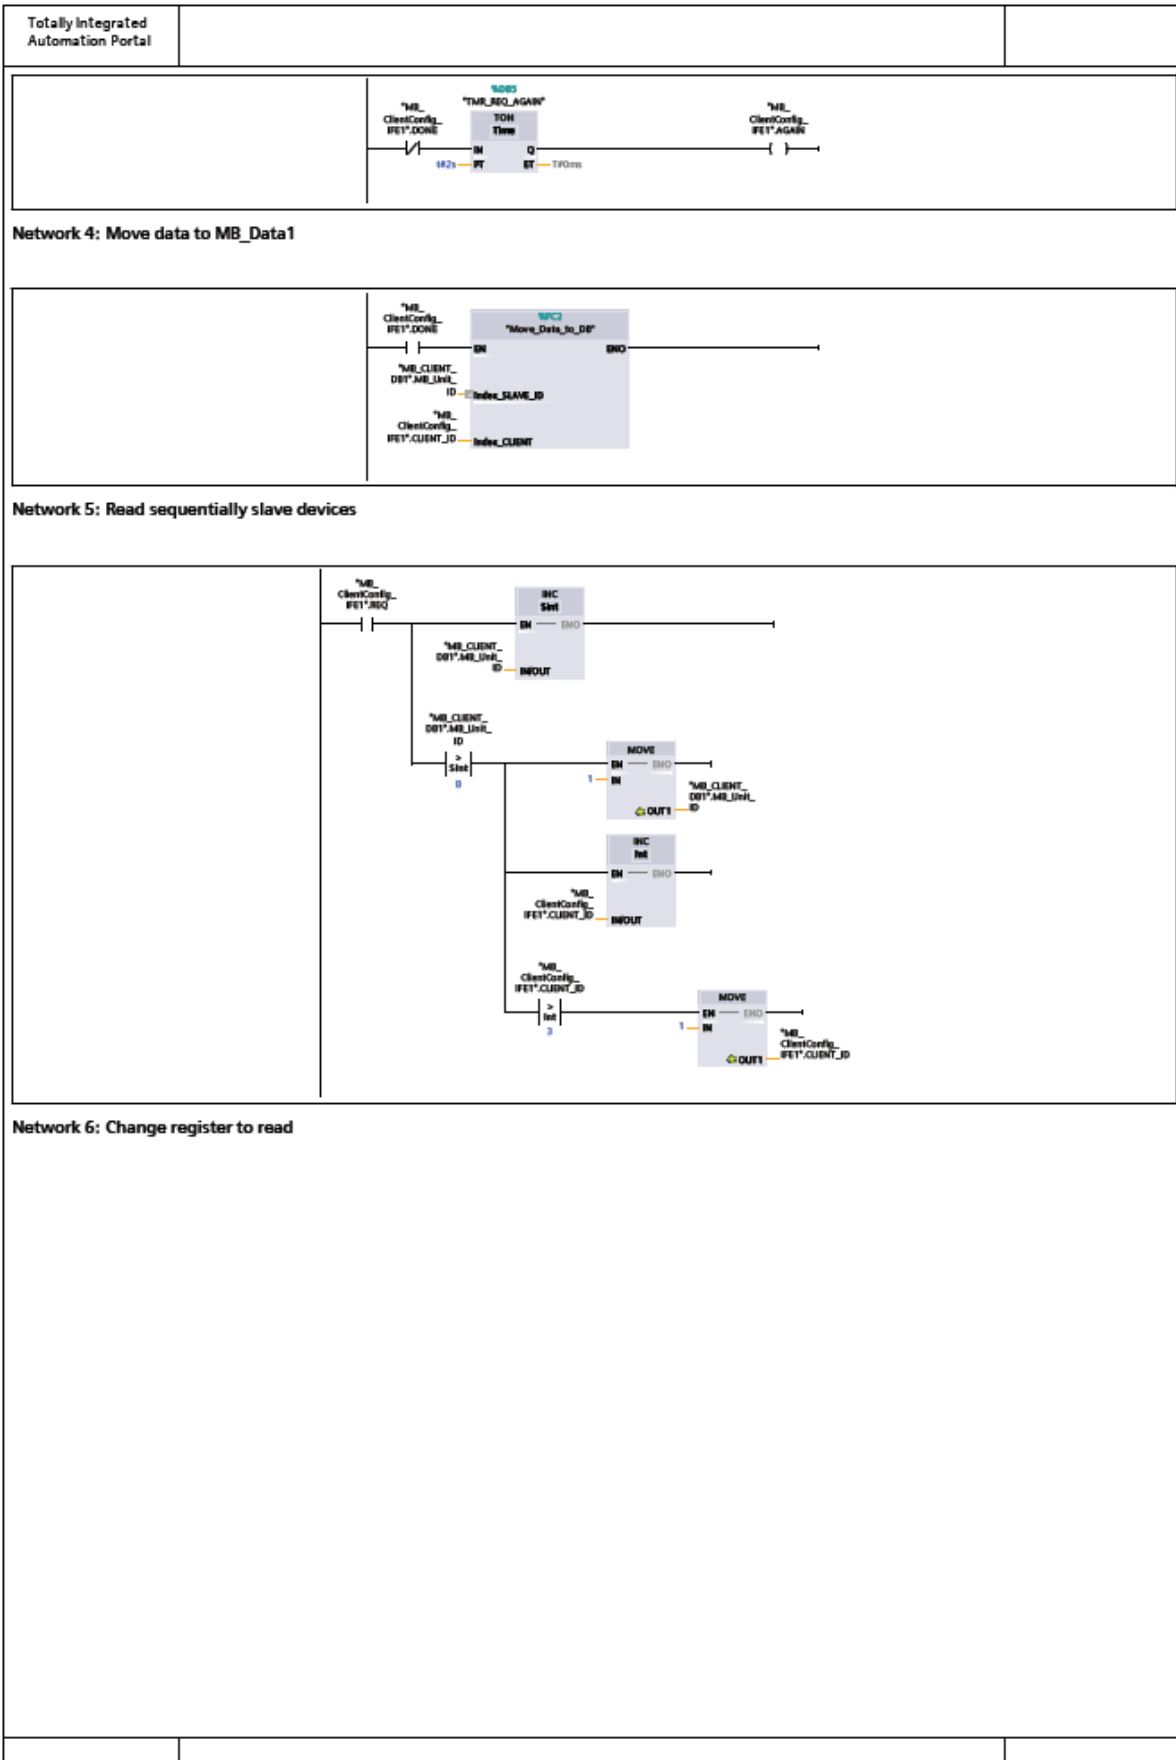 Totally Integrated
Automation Portal
%DB5
"TMR_REQ_AGAIN"
"MB_
ClientConfig_
IFE1".DONE
TON
Time
"MB_
ClientConfig_
IFE1".AGAIN
IN
Q
t#2s
PT
ET
T#0ms
Network 4: Move data to MB_Data1
"MB_
ClientConfig_
IFE1".DONE
%FC2
"Move_Data_to_DB"
EN
ENO
"MB_CLIENT_
DB1".MB_Unit_
ID
Index_SLAVE_ID
"MB_
ClientConfig_
IFE1".CLIENT_ID
Index_CLIENT
Network 5: Read sequentially slave devices
"MB_
ClientConfig_
IFE1".REQ
INC
SInt
EN
ENO
"MB_CLIENT_
DB1".MB_Unit_
ID
IN/OUT
"MB_CLIENT_
DB1".MB_Unit_
ID
>
SInt
MOVE
EN
ENO
1
IN
"MB_CLIENT_
DB1".MB_Unit_
ID
OUT1
INC
Int
EN
ENO
"MB_
ClientConfig_
IFE1".CLIENT_ID
IN/OUT
"MB_
ClientConfig_
IFE1".CLIENT_ID
>
Int
3
MOVE
EN
ENO
1
IN
"MB_
ClientConfig_
IFE1".CLIENT_ID
OUT1
Network 6: Change register to read